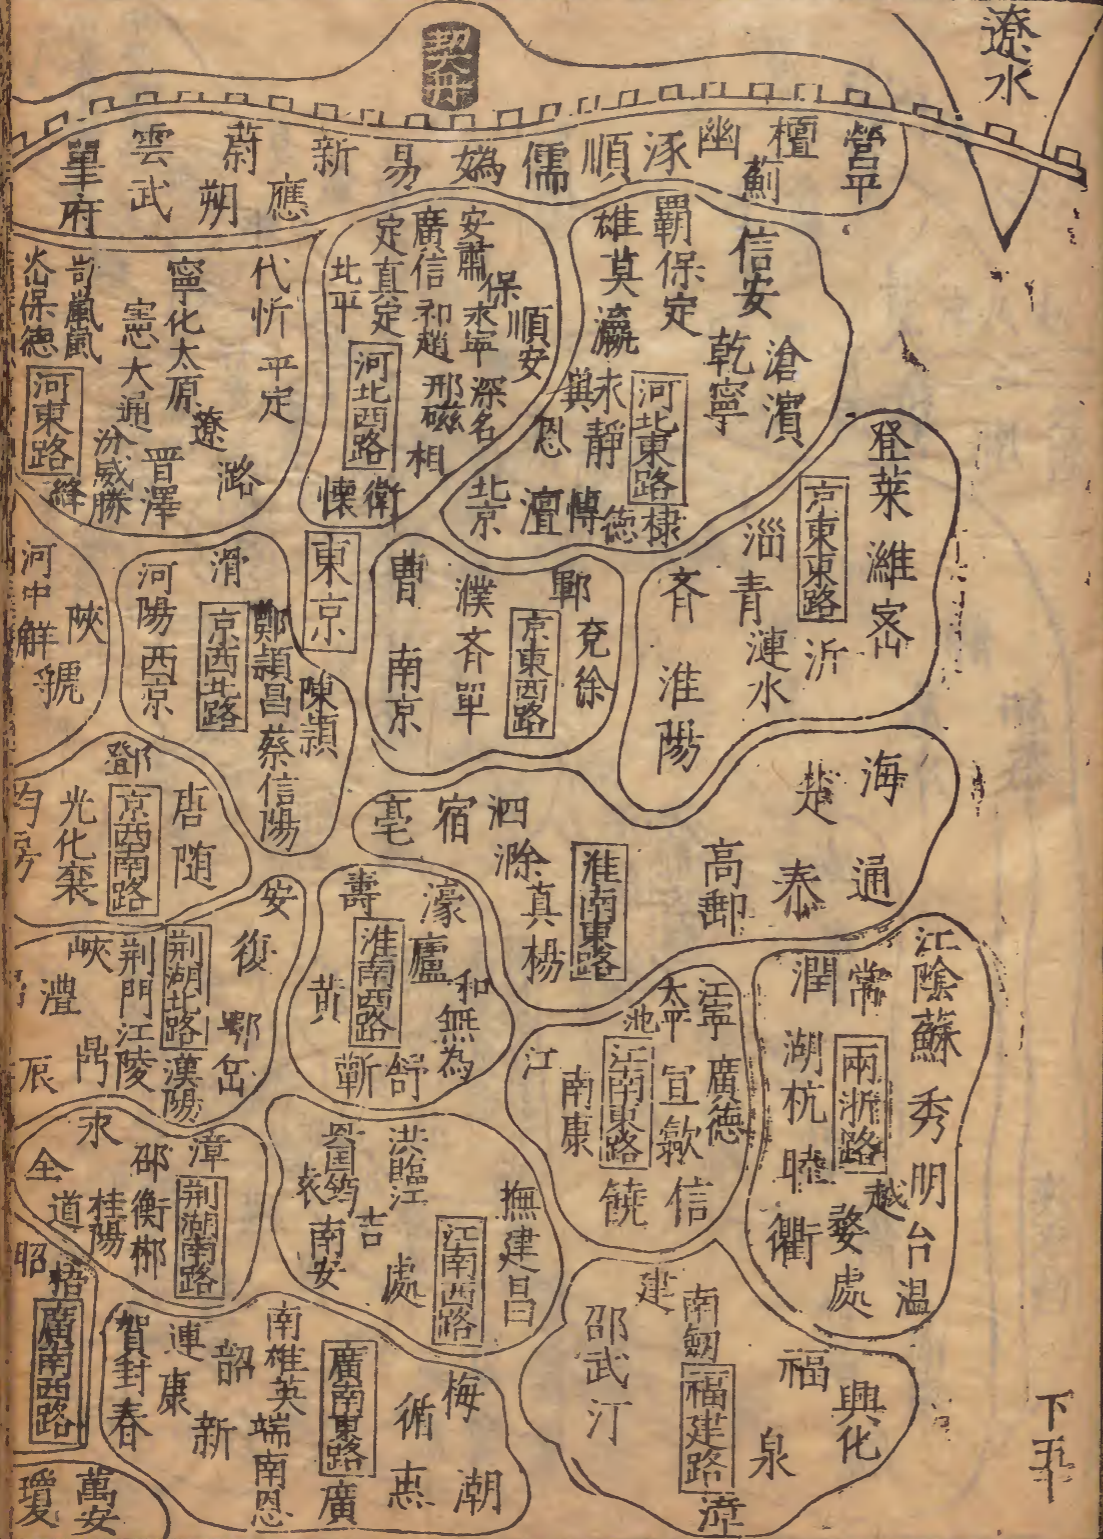 遼水
契丹
營平
檀
薊
幽
涿
順
儒
媯
易
新
蔚
應
朔
雲武
單府
信安
霸保定
雄莫瀛
滄濱
乾寧
河北東路
永靜
冀
恩
棣
德
博
澶
北京
安肅
保
順安
永寧
廣信
定真定
北平
祁趙
深
邢磁
名
相
河北西路
衛
懷
代忻
平定
寧化太原
憲
大通
遼
潞
岢嵐
保德
河東路
汾
威勝
晋澤
絳
登萊濰密
京東東路
淄青
沂
漣水
齊
淮陽
鄆
兗徐
京東西路
濮齊單
曹
南京
東京
滑
鄭
潁昌
陳潁
蔡信陽
京西北路
河陽
西京
河中
陝
解
虢
鄧
唐隨
京西南路
光化
襄
均房
海
楚
通
泰
高郵
泗
滁
真楊
宿
亳
淮南東路
壽
濠
廬
和
無為
淮南西路
黄
蘄
舒
安
復
鄂
岳
荆湖北路
漢陽
荆門
江陵
峽
澧
鼎
辰
江陰
蘇
秀
明
台
温
常
潤
湖
杭
睦
兩浙路
越
婺
處
衢
江寧
太平
池
廣德
宣歙
江南東路
江
南康
饒
信
洪臨江
筠
袁
吉
南安
虔
撫建昌
江南西路
漳
邵
衡
郴
桂陽
荆湖南路
永
全
道
昭
梧
廣南西路
建
南劒
邵武
汀
福
興化
泉
福建路
漳
梅
循
潮
惠
廣南東路
廣
南雄
英
端
南恩
韶
連
康
新
賀封春
萬安
瓊
下